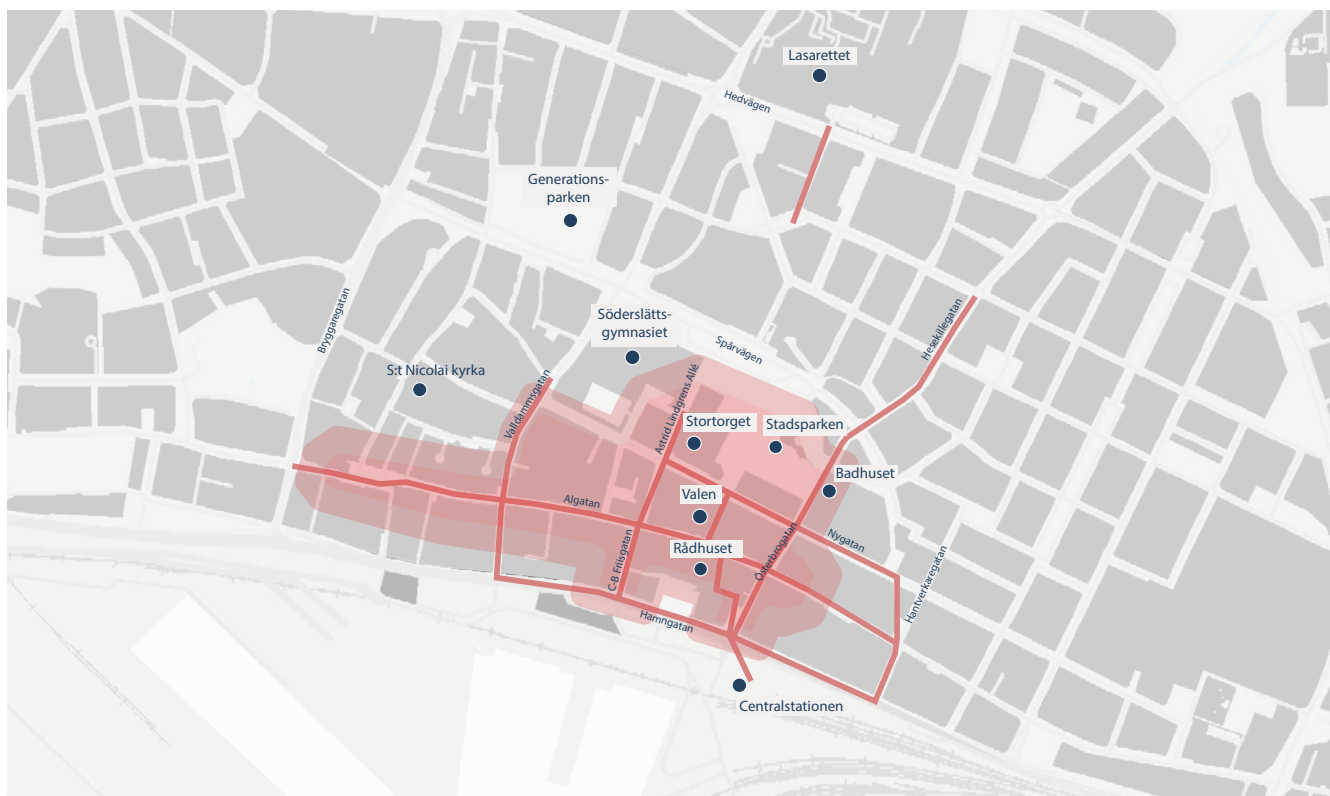 Lasarettet
Hedvägen
Generations-
parken
Bryggaregatan
Söderslätts-
gymnasiet
Spårvägen
Hesekillegatan
S:t Nicolai kyrka
Valldammsgatan
Astrid Lindgrens Allé
Stortorget
Stadsparken
Badhuset
Valen
Algatan
Nygatan
Österbrogatan
Rådhuset
C-B Friisgatan
Hantverkaregatan
Hamngatan
Centralstationen